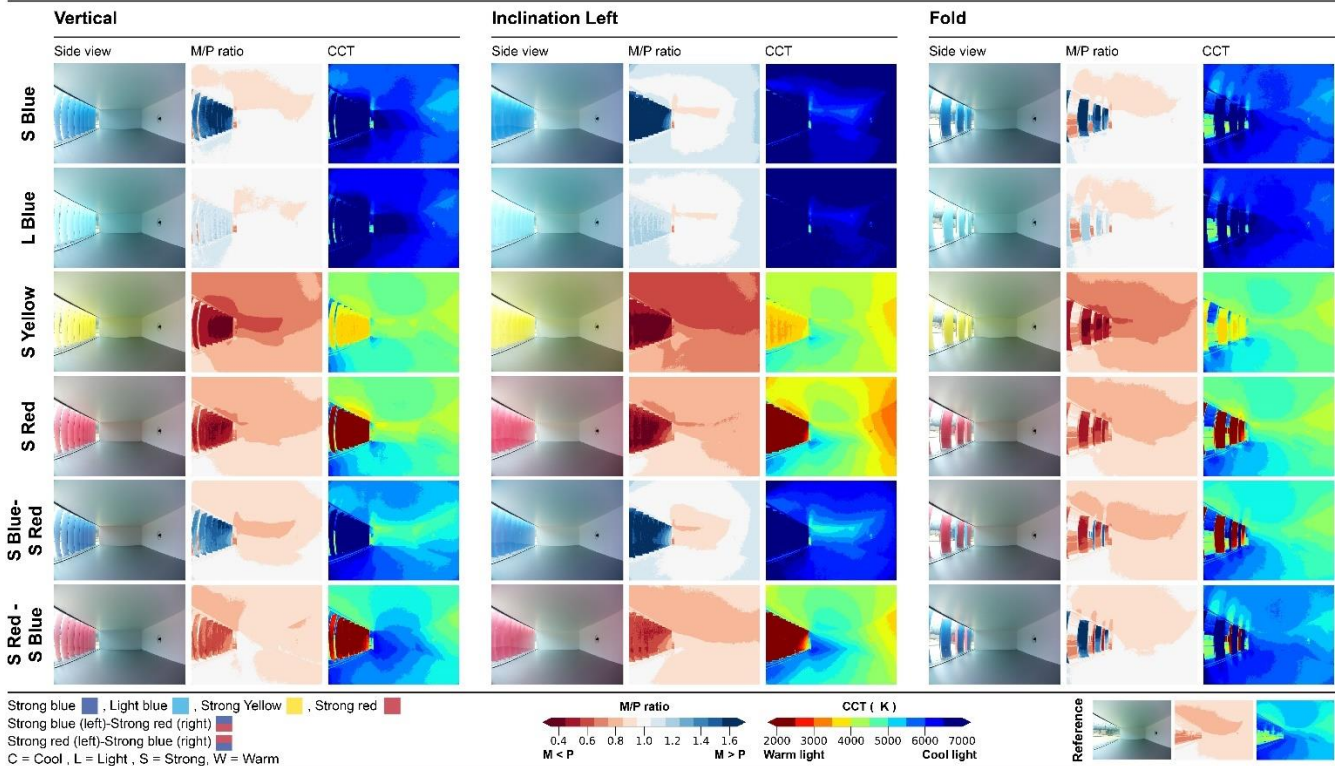 Vertical
Inclination Left
Fold
Side view M/P ratio CCT
Side view M/P ratio CCT
Side view M/P ratio CCT
S Blue
L Blue
S Yellow
S Red
S Blue-
S Red
S Red -
S Blue
Strong blue , Light blue , Strong Yellow , Strong red
Strong blue (left)-Strong red (right)
Strong red (left)-Strong blue (right)
C = Cool , L = Light , S = Strong, W = Warm
M/P ratio
0.4 0.6 0.8 1.0 1.2 1.4 1.6
M < P M > P
CCT ( K)
2000 3000 4000 5000 6000 7000
Warm light Cool light
Reference